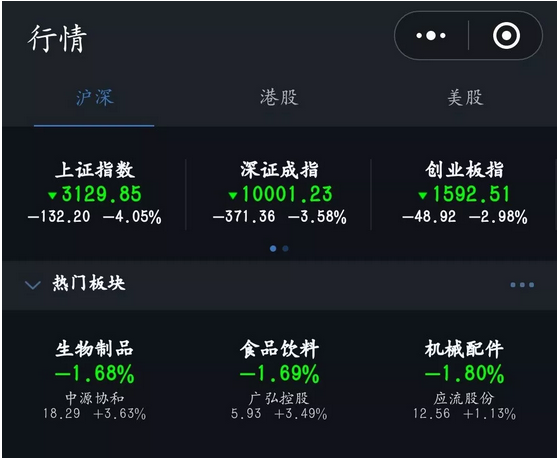 行情
沪深 港股 美股
上证指数 深证成指 创业板指
▼3129.85 ▼10001.23 ▼1592.51
-132.20 -4.05% -371.36 -3.58% -48.92 -2.98%
热门板块
生物制品 食品饮料 机械配件
-1.68% -1.69% -1.80%
中源协和 广弘控股 应流股份
18.29 +3.63% 5.93 +3.49% 12.56 +1.13%